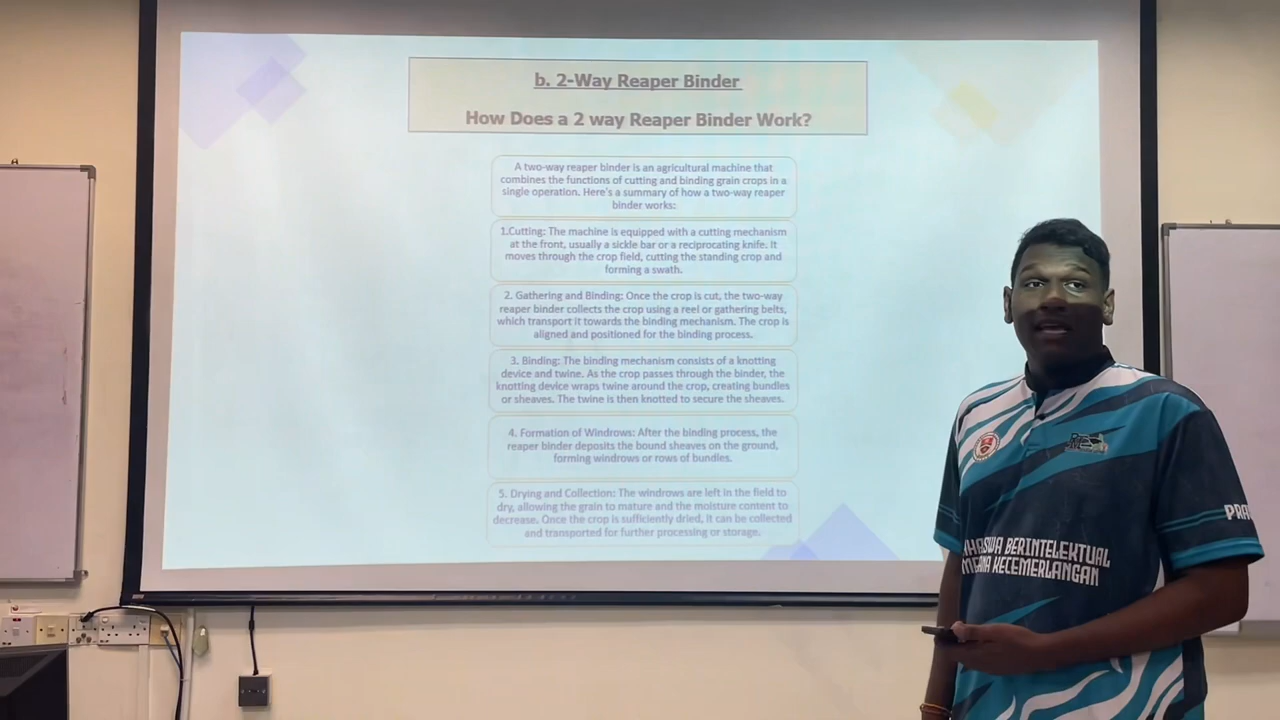 b. 2-Way Reaper Binder
How Does a 2 way Reaper Binder Work?
A two-way reaper binder is an agricultural machine that
combines the functions of cutting and binding grain crops in a
single operation. Here's a summary of how a two-way reaper
binder works:
1.Cutting: The machine is equipped with a cutting mechanism
at the front, usually a sickle bar or a reciprocating knife. It
moves through the crop field, cutting the standing crop and
forming a swath.
2. Gathering and Binding: Once the crop is cut, the two-way
reaper binder collects the crop using a reel or gathering belts,
which transport it towards the binding mechanism. The crop is
aligned and positioned for the binding process.
3. Binding: The binding mechanism consists of a knotting
device and twine. As the crop passes through the binder, the
knotting device wraps twine around the crop, creating bundles
or sheaves. The twine is then knotted to secure the sheaves.
4. Formation of Windrows: After the binding process, the
reaper binder deposits the bound sheaves on the ground,
forming windrows or rows of bundles.
5. Drying and Collection: The windrows are left in the field to
dry, allowing the grain to mature and the moisture content to
decrease. Once the crop is sufficiently dried, it can be collected
and transported for further processing or storage.
BERINTELEKTUAL
KECEMERLANGAN